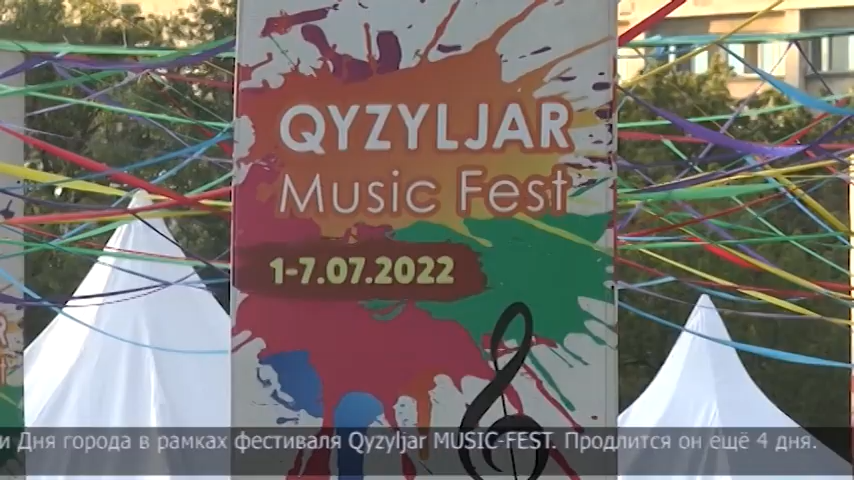 QYZYLJAR
Music Fest
1-7.07.2022
и Дня города в рамках фестиваля Qyzyljar MUSIC-FEST. Продлится он ещё 4 дня.